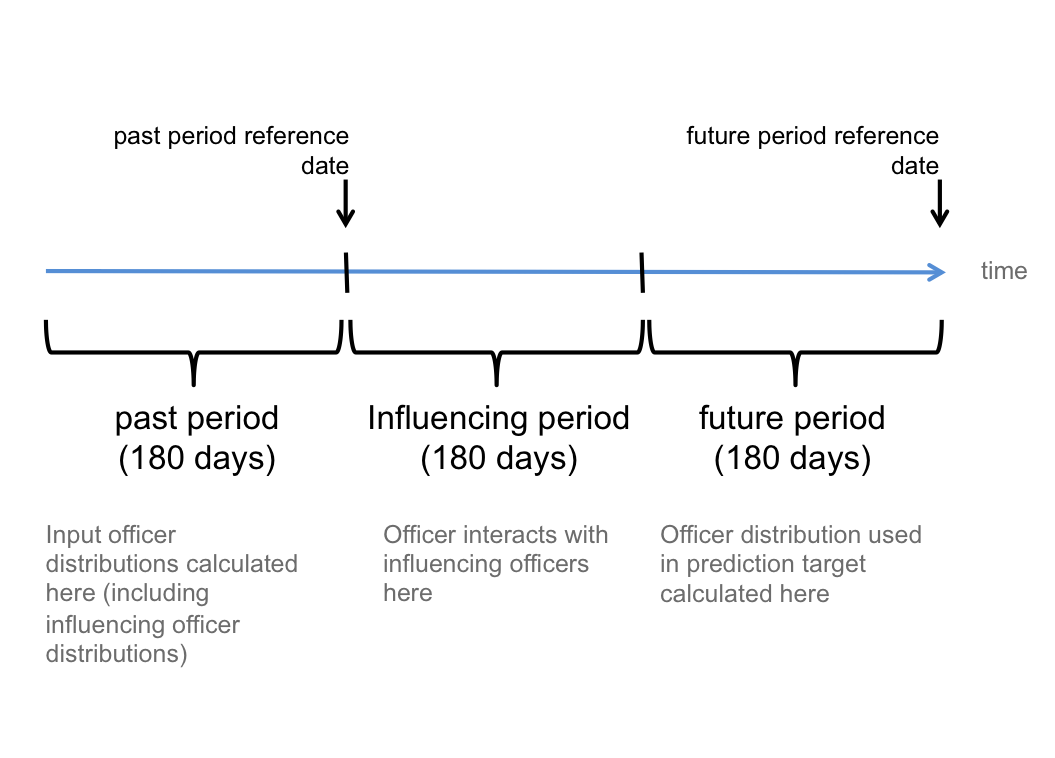 past period reference
date
future period reference
date
time
past period
(180 days)
Influencing period
(180 days)
future period
(180 days)
Input officer
distributions calculated
here (including
influencing officer
distributions)
Officer interacts with
influencing officers
here
Officer distribution used
in prediction target
calculated here